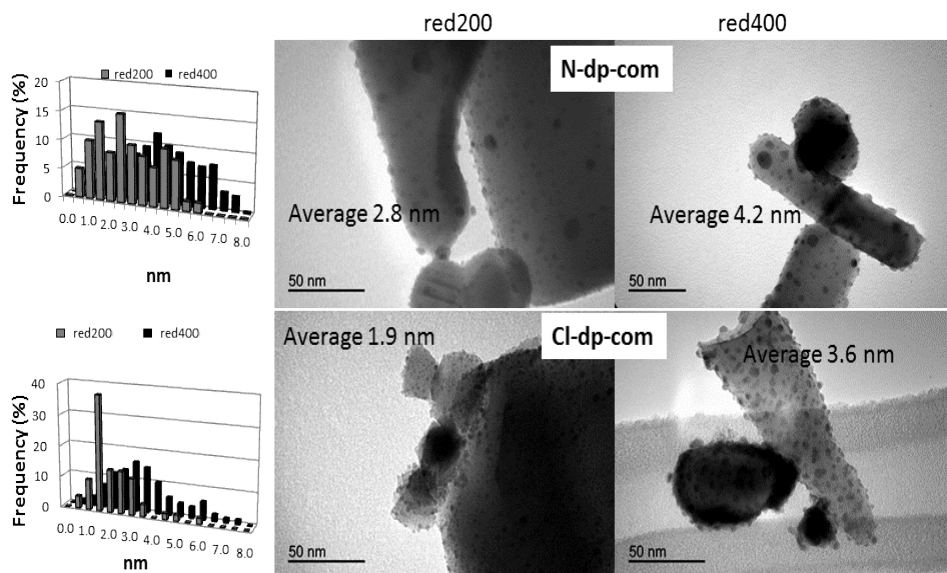 red200 red400
red200 red400
N-dp-com
Frequency (%)
20
15
10
5
0
0.0 1.0 2.0 3.0 4.0 5.0 6.0 7.0 8.0
nm
Average 2.8 nm
50 nm
Average 4.2 nm
50 nm
red200 red400
Cl-dp-com
Frequency (%)
40
30
20
10
0
0.0 1.0 2.0 3.0 4.0 5.0 6.0 7.0 8.0
nm
Average 1.9 nm
50 nm
Average 3.6 nm
50 nm